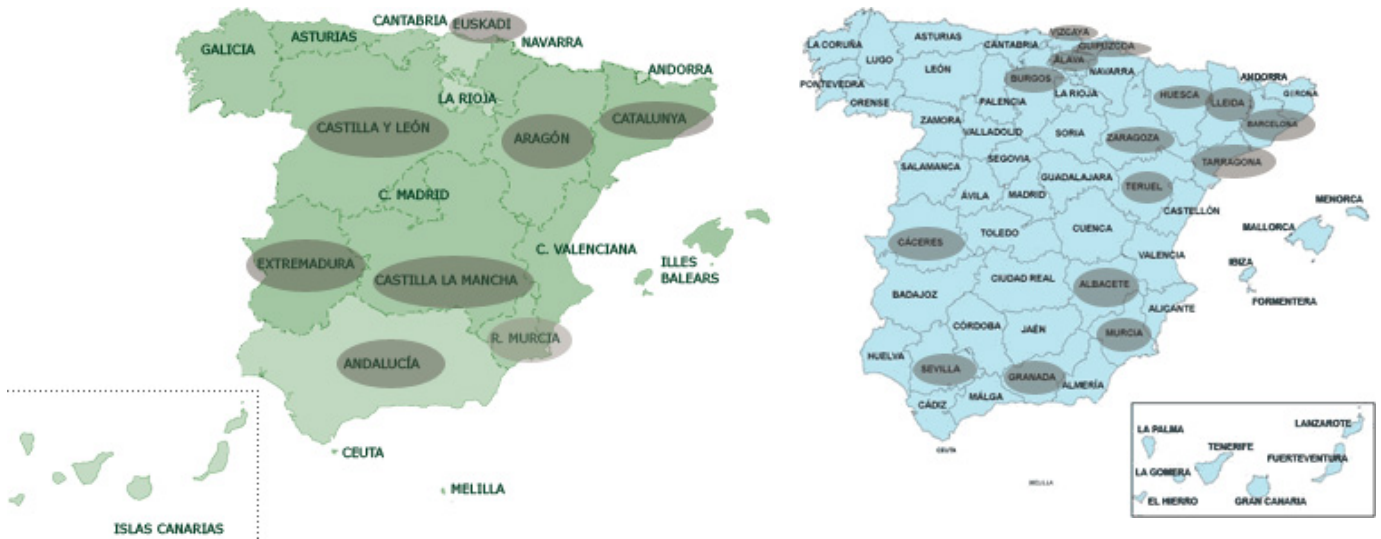 CANTABRIA
EUSKADI
GALICIA
ASTURIAS
NAVARRA
ANDORRA
LA RIOJA
CASTILLA Y LEÓN
ARAGÓN
CATALUNYA
C. MADRID
C. VALENCIANA
EXTREMADURA
CASTILLA LA MANCHA
ILLES
BALEARS
R. MURCIA
ANDALUCÍA
CEUTA
MELILLA
ISLAS CANARIAS
VIZCAYA
LA CORUÑA
ASTURIAS
CANTABRIA
GUIPÚZCOA
LUGO
LEÓN
ÁLAVA
NAVARRA
PONTEVEDRA
BURGOS
ANDORRA
ORENSE
PALENCIA
LA RIOJA
HUESCA
LLEIDA
GERONA
ZAMORA
VALLADOLID
SORIA
ZARAGOZA
BARCELONA
SALAMANCA
SEGOVIA
GUADALAJARA
TARRAGONA
ÁVILA
MADRID
TERUEL
CASTELLÓN
MENORCA
MALLORCA
CÁCERES
TOLEDO
CUENCA
VALENCIA
IBIZA
BADAJOZ
CIUDAD REAL
ALBACETE
FORMENTERA
ALICANTE
CÓRDOBA
JAÉN
MURCIA
HUELVA
SEVILLA
GRANADA
ALMERÍA
CÁDIZ
MÁLGA
CEUTA
MELILLA
LA PALMA
LANZAROTE
TENERIFE
FUERTEVENTURA
LA GOMERA
EL HIERRO
GRAN CANARIA